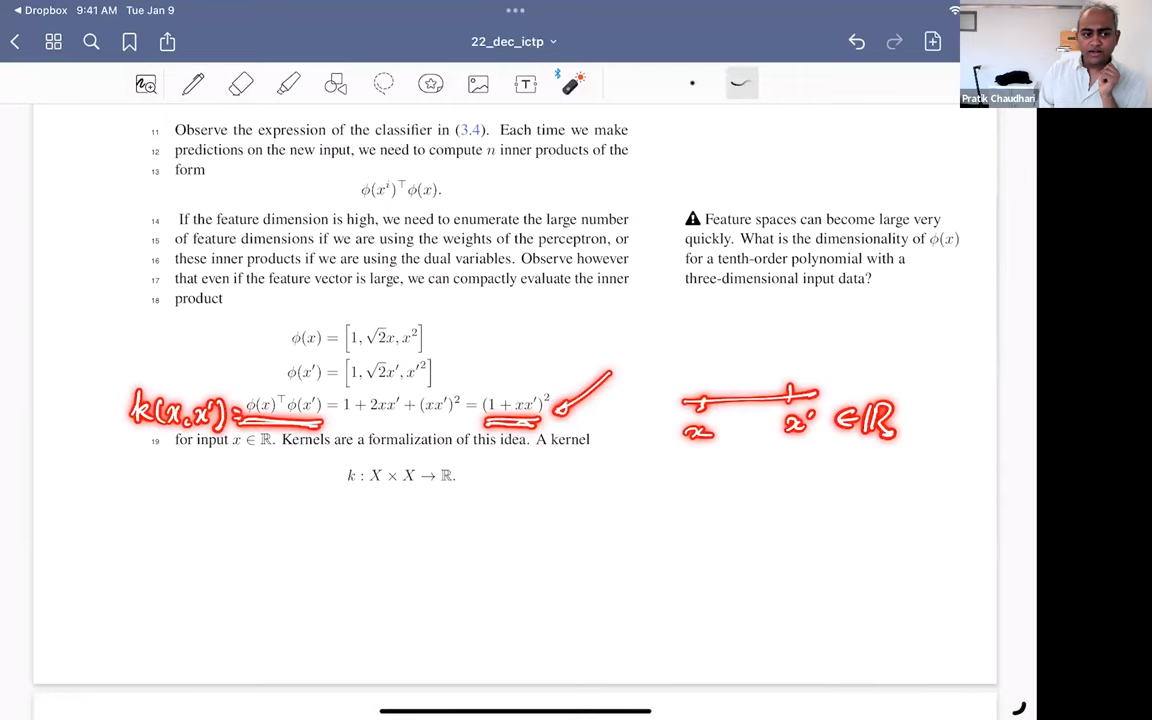 Dropbox 9:41 AM Tue Jan 9
22_dec_ictp
Pratik Chaudhari
11 Observe the expression of the classifier in (3.4). Each time we make
12 predictions on the new input, we need to compute n inner products of the
13 form
ϕ(xⁱ)^⊤ϕ(x).
14 If the feature dimension is high, we need to enumerate the large number
15 of feature dimensions if we are using the weights of the perceptron, or
16 these inner products if we are using the dual variables. Observe however
17 that even if the feature vector is large, we can compactly evaluate the inner
18 product
ϕ(x) = [1, √2x, x²]
ϕ(x′) = [1, √2x′, x′²]
k(x,x′) = ϕ(x)^⊤ϕ(x′) = 1 + 2xx′ + (xx′)² = (1 + xx′)²
19 for input x ∈ ℝ. Kernels are a formalization of this idea. A kernel
k : X × X → ℝ.
⚠ Feature spaces can become large very
quickly. What is the dimensionality of ϕ(x)
for a tenth-order polynomial with a
three-dimensional input data?
x x′ ∈ ℝ